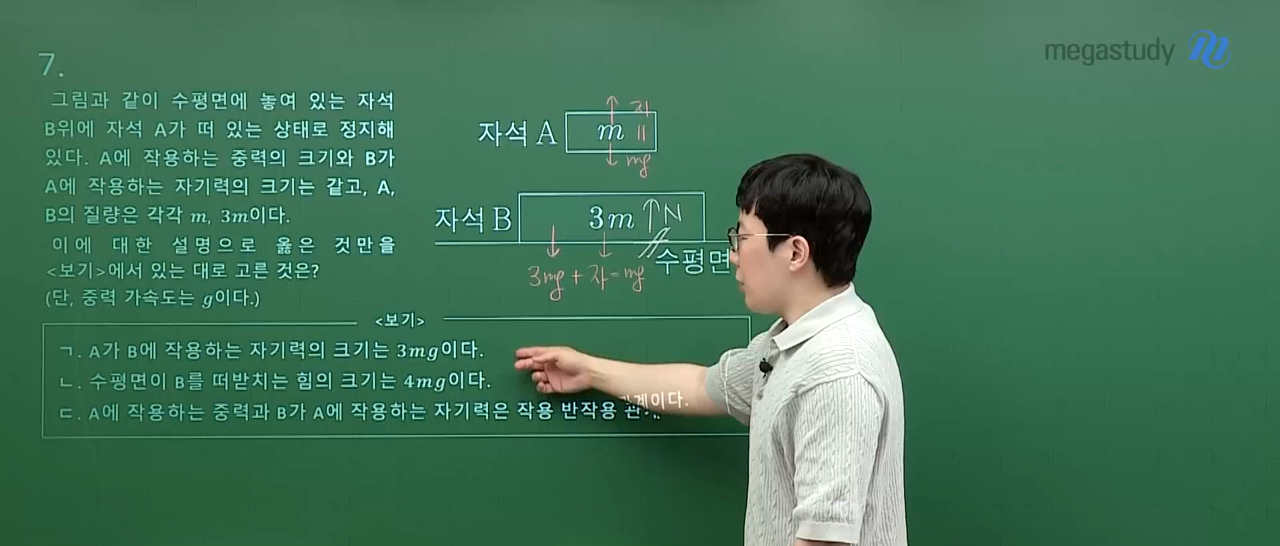 megastudy
7.
그림과 같이 수평면에 놓여 있는 자석
B위에 자석 A가 떠 있는 상태로 정지해
있다. A에 작용하는 중력의 크기와 B가
A에 작용하는 자기력의 크기는 같고, A,
B의 질량은 각각 m, 3m이다.
이에 대한 설명으로 옳은 것만을
<보기>에서 있는 대로 고른 것은?
(단, 중력 가속도는 g이다.)
자
자석 A m
mg
자석 B 3m N
수평면
3mg + 자=mg
<보기>
ㄱ. A가 B에 작용하는 자기력의 크기는 3mg이다.
ㄴ. 수평면이 B를 떠받치는 힘의 크기는 4mg이다.
ㄷ. A에 작용하는 중력과 B가 A에 작용하는 자기력은 작용 반작용 관계이다.